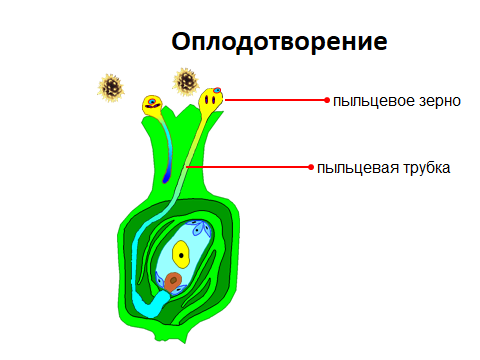 Оплодотворение
пыльцевое зерно
пыльцевая трубка